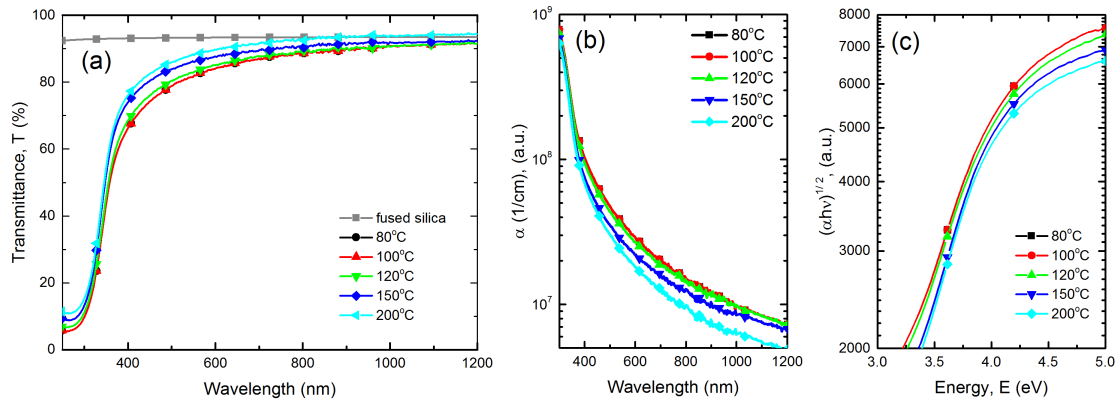 100
80
60
40
20
0
Transmittance, T (%)
(a)
fused silica
80°C
100°C
120°C
150°C
200°C
400 600 800 1000 1200
Wavelength (nm)
10⁹
10⁸
10⁷
α (1/cm), (a.u.)
(b)
80°C
100°C
120°C
150°C
200°C
400 600 800 1000 1200
Wavelength (nm)
8000
7000
6000
5000
4000
3000
2000
(αhν)^1/2, (a.u.)
(c)
80°C
100°C
120°C
150°C
200°C
3.0 3.5 4.0 4.5 5.0
Energy, E (eV)